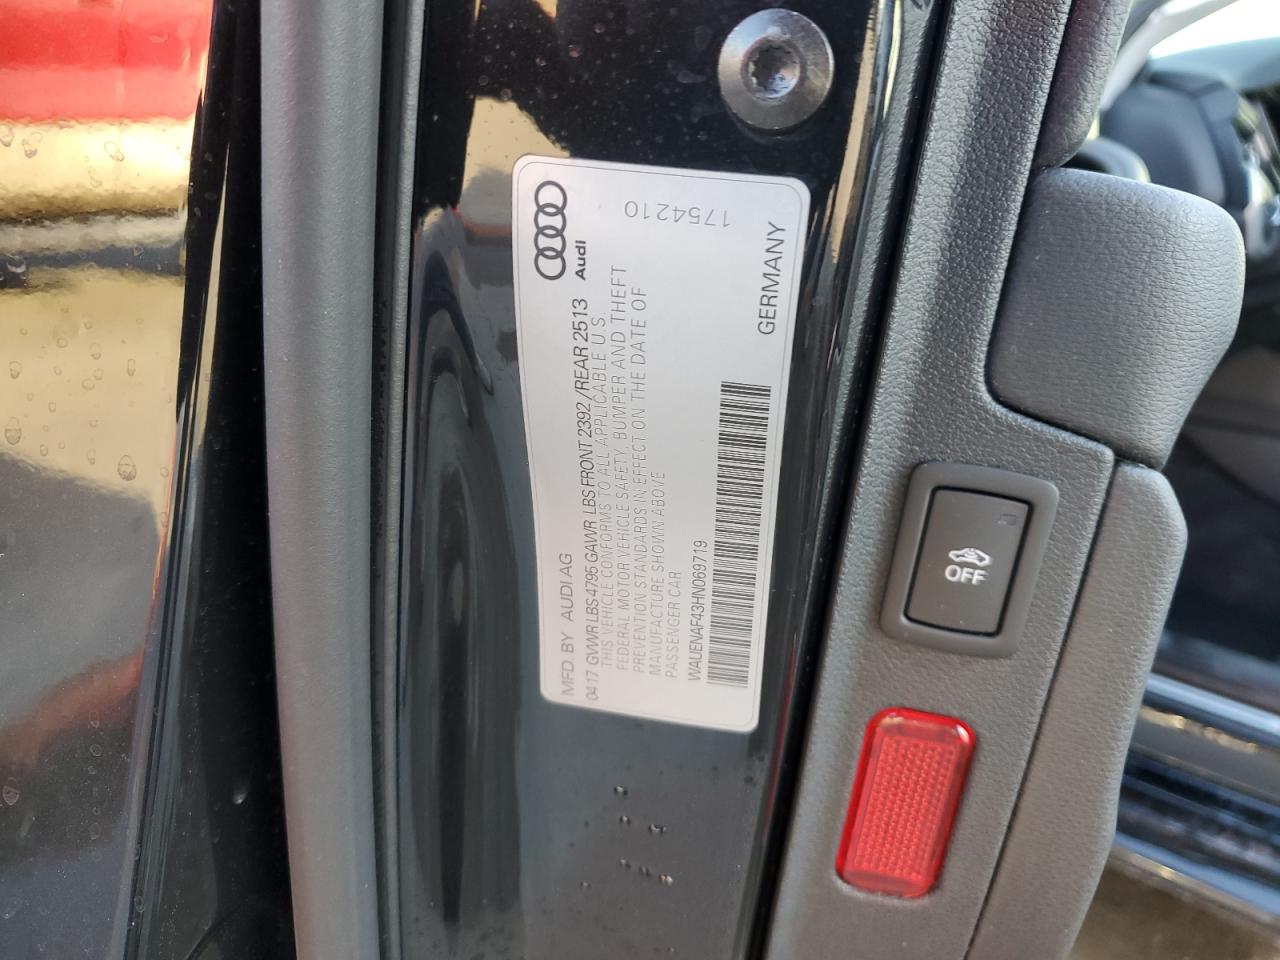 Audi
MFD. BY AUDI AG
04 17 GVWR LBS 4795 GAWR LBS FRONT 2392 /REAR 2513
THIS VEHICLE CONFORMS TO ALL APPLICABLE U.S.
FEDERAL MOTOR VEHICLE SAFETY, BUMPER AND THEFT
PREVENTION STANDARDS IN EFFECT ON THE DATE OF
MANUFACTURE SHOWN ABOVE
PASSENGER CAR
WAUENAF43HN069719
GERMANY
1754210
OFF